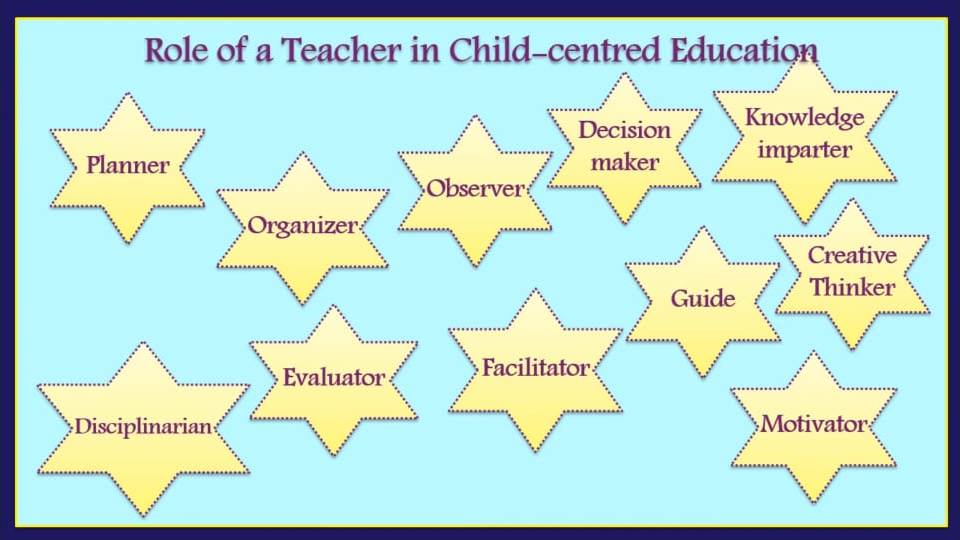 Role of a Teacher in Child-centred Education
Planner
Organizer
Observer
Decision
maker
Knowledge
imparter
Guide
Creative
Thinker
Disciplinarian
Evaluator
Facilitator
Motivator